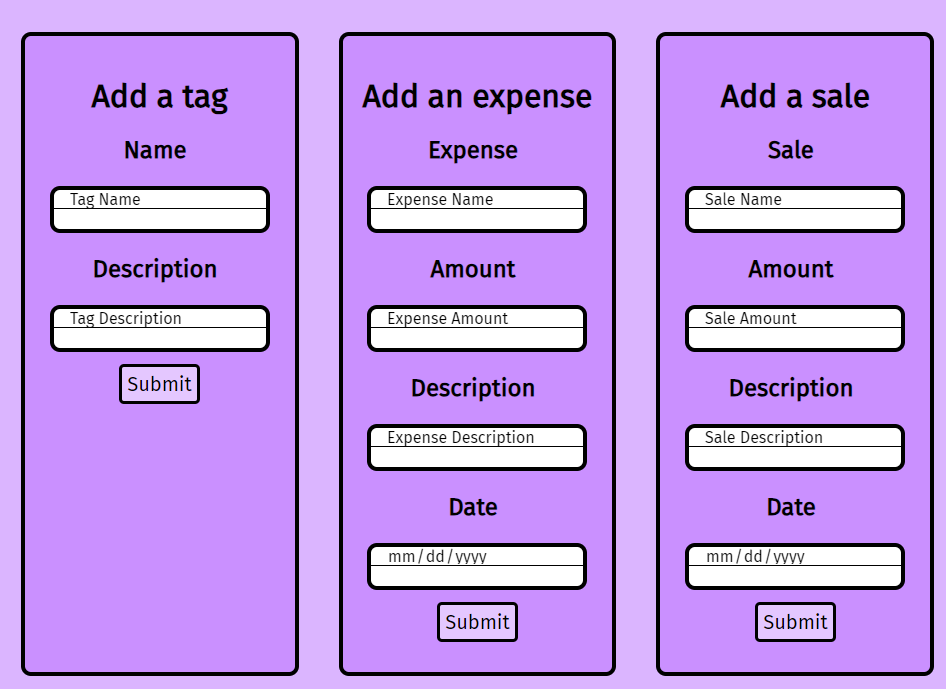 Add a tag
Name
Tag Name
Description
Tag Description
Submit
Add an expense
Expense
Expense Name
Amount
Expense Amount
Description
Expense Description
Date
mm/dd/yyyy
Submit
Add a sale
Sale
Sale Name
Amount
Sale Amount
Description
Sale Description
Date
mm/dd/yyyy
Submit